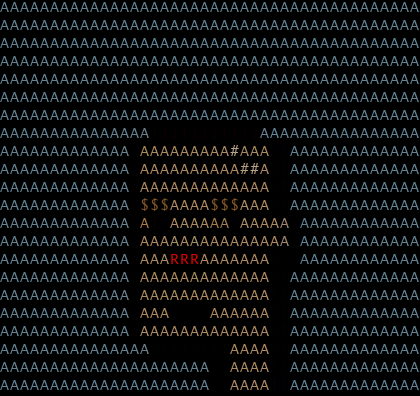 AAAAAAAAAAAAAAAAAAAAAAAAAAAAAAAAAAAAAAAAAA
AAAAAAAAAAAAAAAAAAAAAAAAAAAAAAAAAAAAAAAAAA
AAAAAAAAAAAAAAAAAAAAAAAAAAAAAAAAAAAAAAAAAA
AAAAAAAAAAAAAAAAAAAAAAAAAAAAAAAAAAAAAAAAAA
AAAAAAAAAAAAAAAAAAAAAAAAAAAAAAAAAAAAAAAAAA
AAAAAAAAAAAAAAAAAAAAAAAAAAAAAAAAAAAAAAAAAA
AAAAAAAAAAAAAAAAAAAAAAAAAAAAAAAAAAAAAAAAAA
AAAAAAAAAAAAAAA           AAAAAAAAAAAAAAAA
AAAAAAAAAAAAA AAAAAAAAA#AAA  AAAAAAAAAAAAA
AAAAAAAAAAAAA AAAAAAAAAA##A  AAAAAAAAAAAAA
AAAAAAAAAAAAA AAAAAAAAAAAAA  AAAAAAAAAAAAA
AAAAAAAAAAAAA $$$AAAA$$$AAA  AAAAAAAAAAAAA
AAAAAAAAAAAAA A  AAAAAA AAAAA AAAAAAAAAAAA
AAAAAAAAAAAAA AAAAAAAAAAAAAAA AAAAAAAAAAAA
AAAAAAAAAAAAA AAARRRAAAAAAA   AAAAAAAAAAAA
AAAAAAAAAAAAA AAAAAAAAAAAAA  AAAAAAAAAAAAA
AAAAAAAAAAAAA AAAAAAAAAAAAA  AAAAAAAAAAAAA
AAAAAAAAAAAAA AAA    AAAAAA  AAAAAAAAAAAAA
AAAAAAAAAAAAA AAAAAAAAAAAAA  AAAAAAAAAAAAA
AAAAAAAAAAAAAAA        AAAA  AAAAAAAAAAAAA
AAAAAAAAAAAAAAAAAAAAA  AAAA  AAAAAAAAAAAAA
AAAAAAAAAAAAAAAAAAAAA  AAAA  AAAAAAAAAAAAA